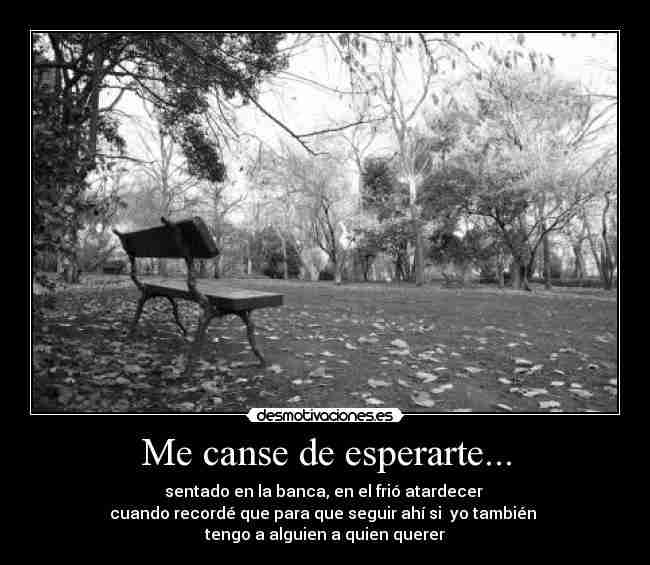 desmotivaciones.es
Me canse de esperarte...
sentado en la banca, en el frió atardecer
cuando recordé que para que seguir ahí si  yo también
tengo a alguien a quien querer